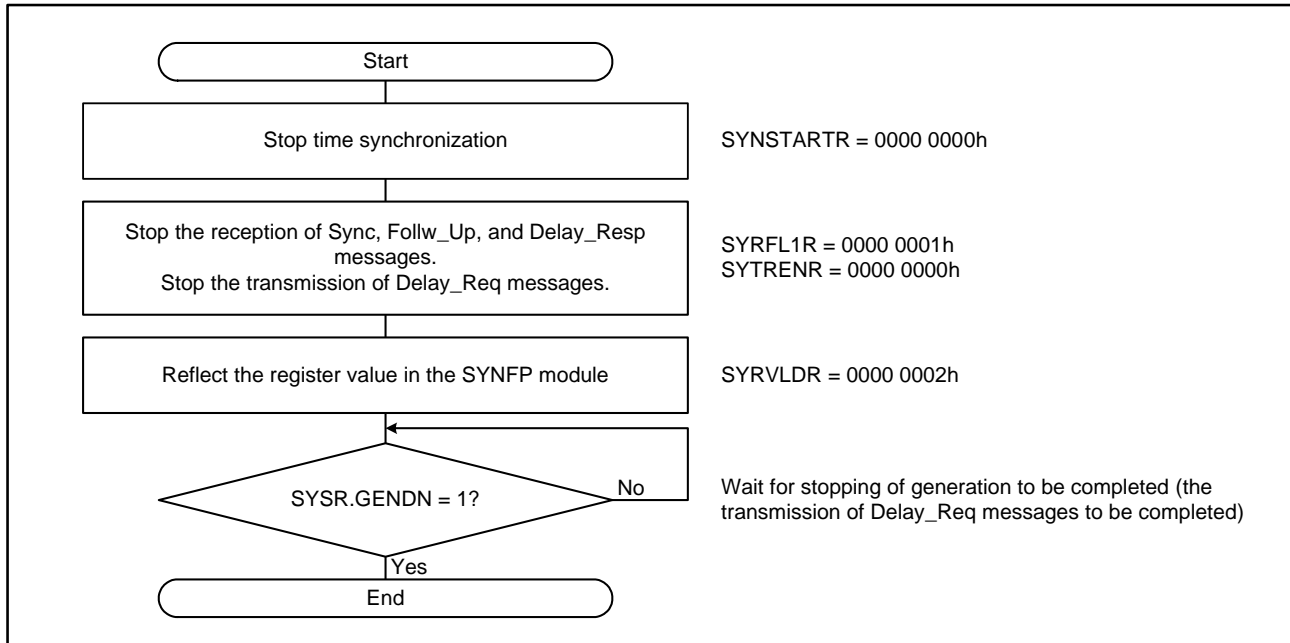 Start
Stop time synchronization
SYNSTARTR = 0000 0000h
Stop the reception of Sync, Follw_Up, and Delay_Resp
messages.
Stop the transmission of Delay_Req messages.
SYRFL1R = 0000 0001h
SYTRENR = 0000 0000h
Reflect the register value in the SYNFP module
SYRVLDR = 0000 0002h
SYSR.GENDN = 1?
No
Wait for stopping of generation to be completed (the
transmission of Delay_Req messages to be completed)
Yes
End